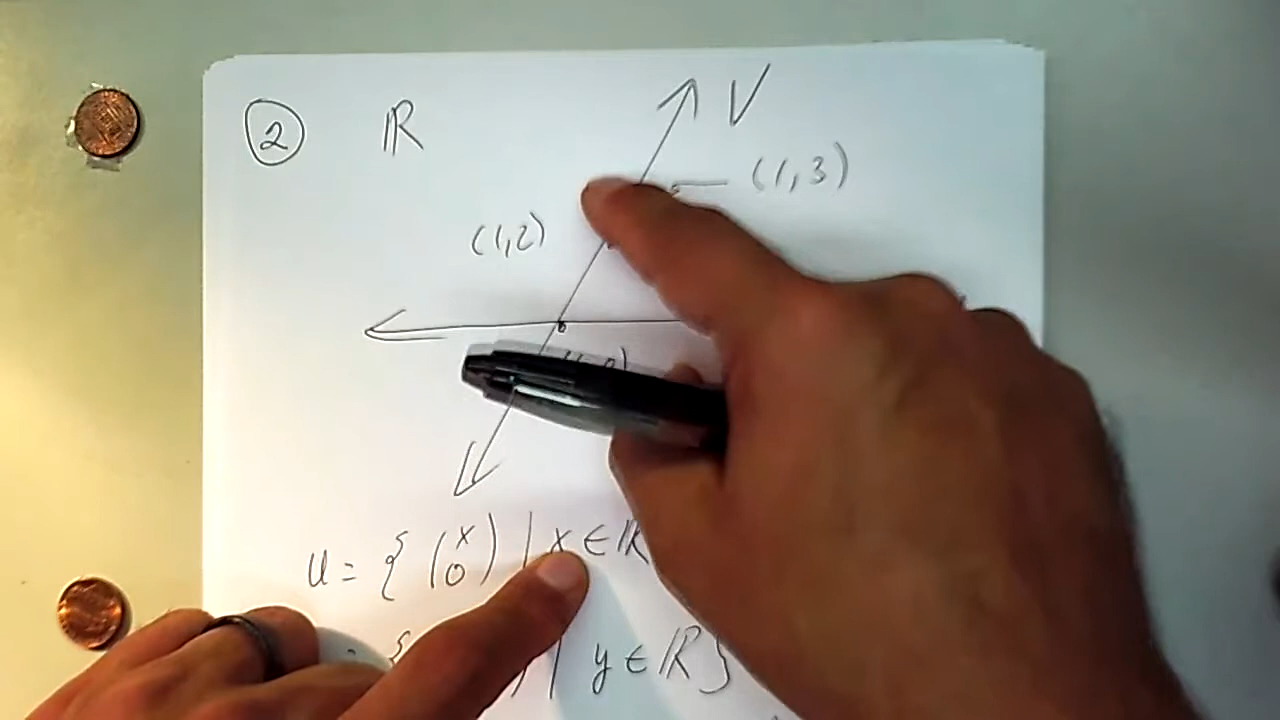 ② ℝ V
(1,3)
(1,2)
U = { (x 0) | x ∈ ℝ
{ | y ∈ ℝ }